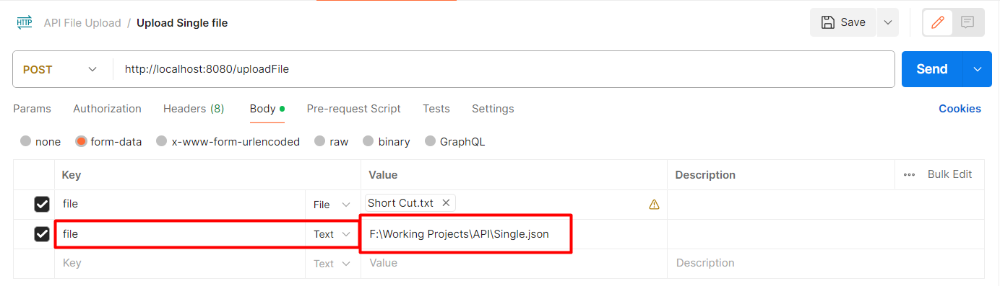 HTTP API File Upload / Upload Single file Save
POST http://localhost:8080/uploadFile Send
Params Authorization Headers (8) Body Pre-request Script Tests Settings Cookies
none form-data x-www-form-urlencoded raw binary GraphQL
Key Value Description Bulk Edit
file File Short Cut.txt
file Text F:\Working Projects\API\Single.json
Key Text Value Description